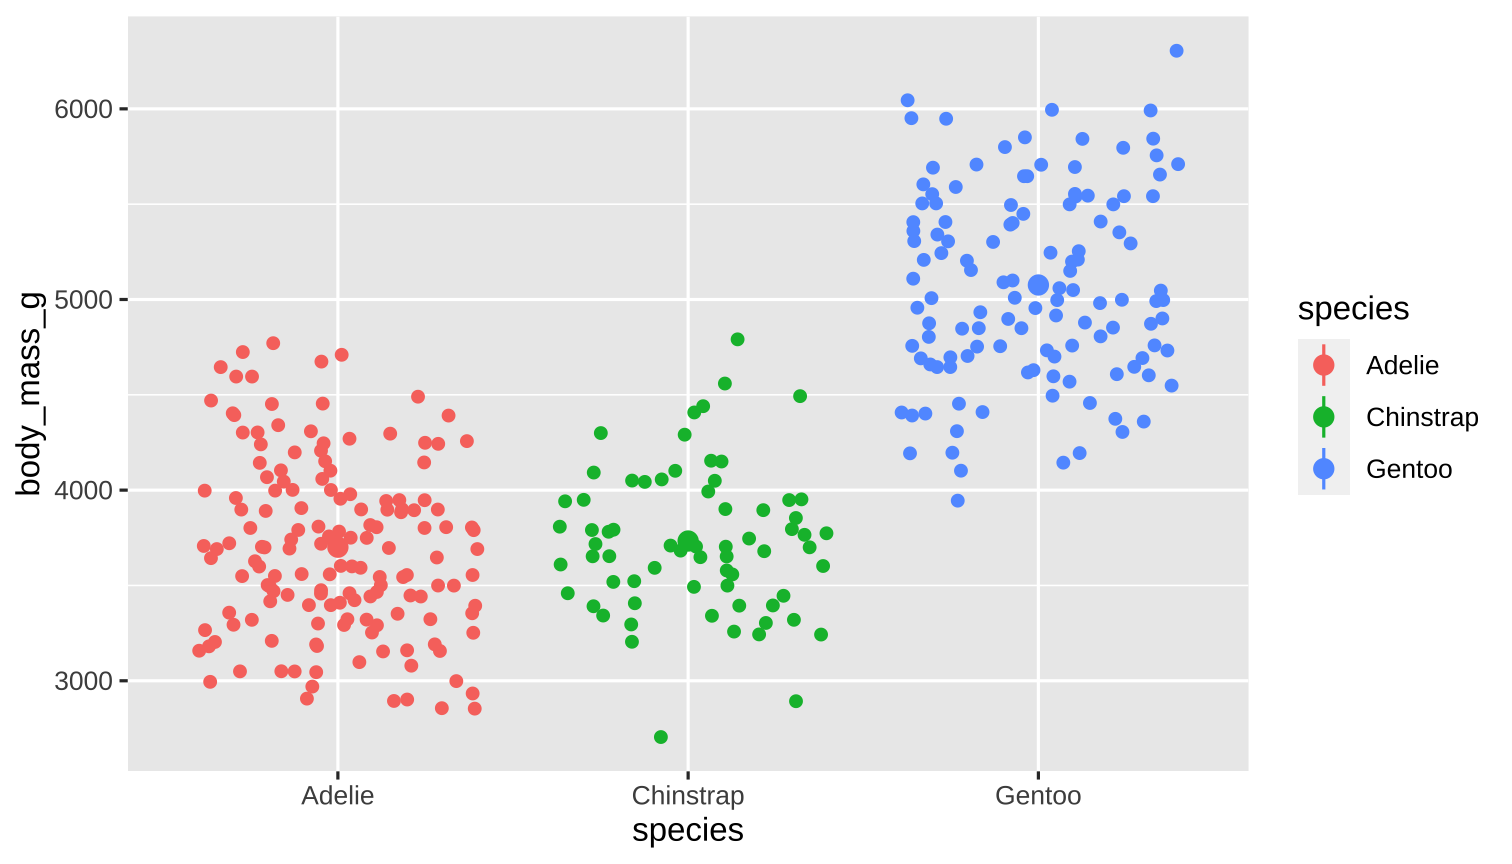 body_mass_g
6000
5000
4000
3000
Adelie
Chinstrap
Gentoo
species
species
Adelie
Chinstrap
Gentoo